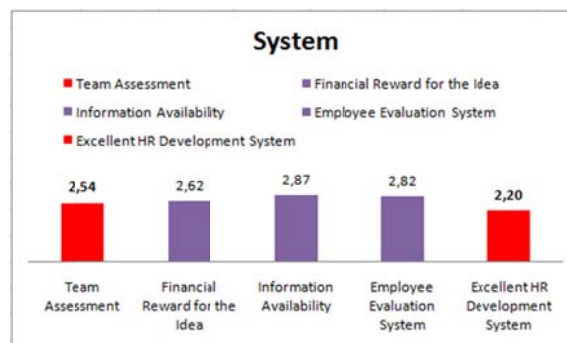 System
Team Assessment
Financial Reward for the Idea
Information Availability
Employee Evaluation System
Excellent HR Development System
2,54
2,62
2,87
2,82
2,20
Team
Assessment
Financial
Reward for the
Idea
Information
Availability
Employee
Evaluation
System
Excellent HR
Development
System